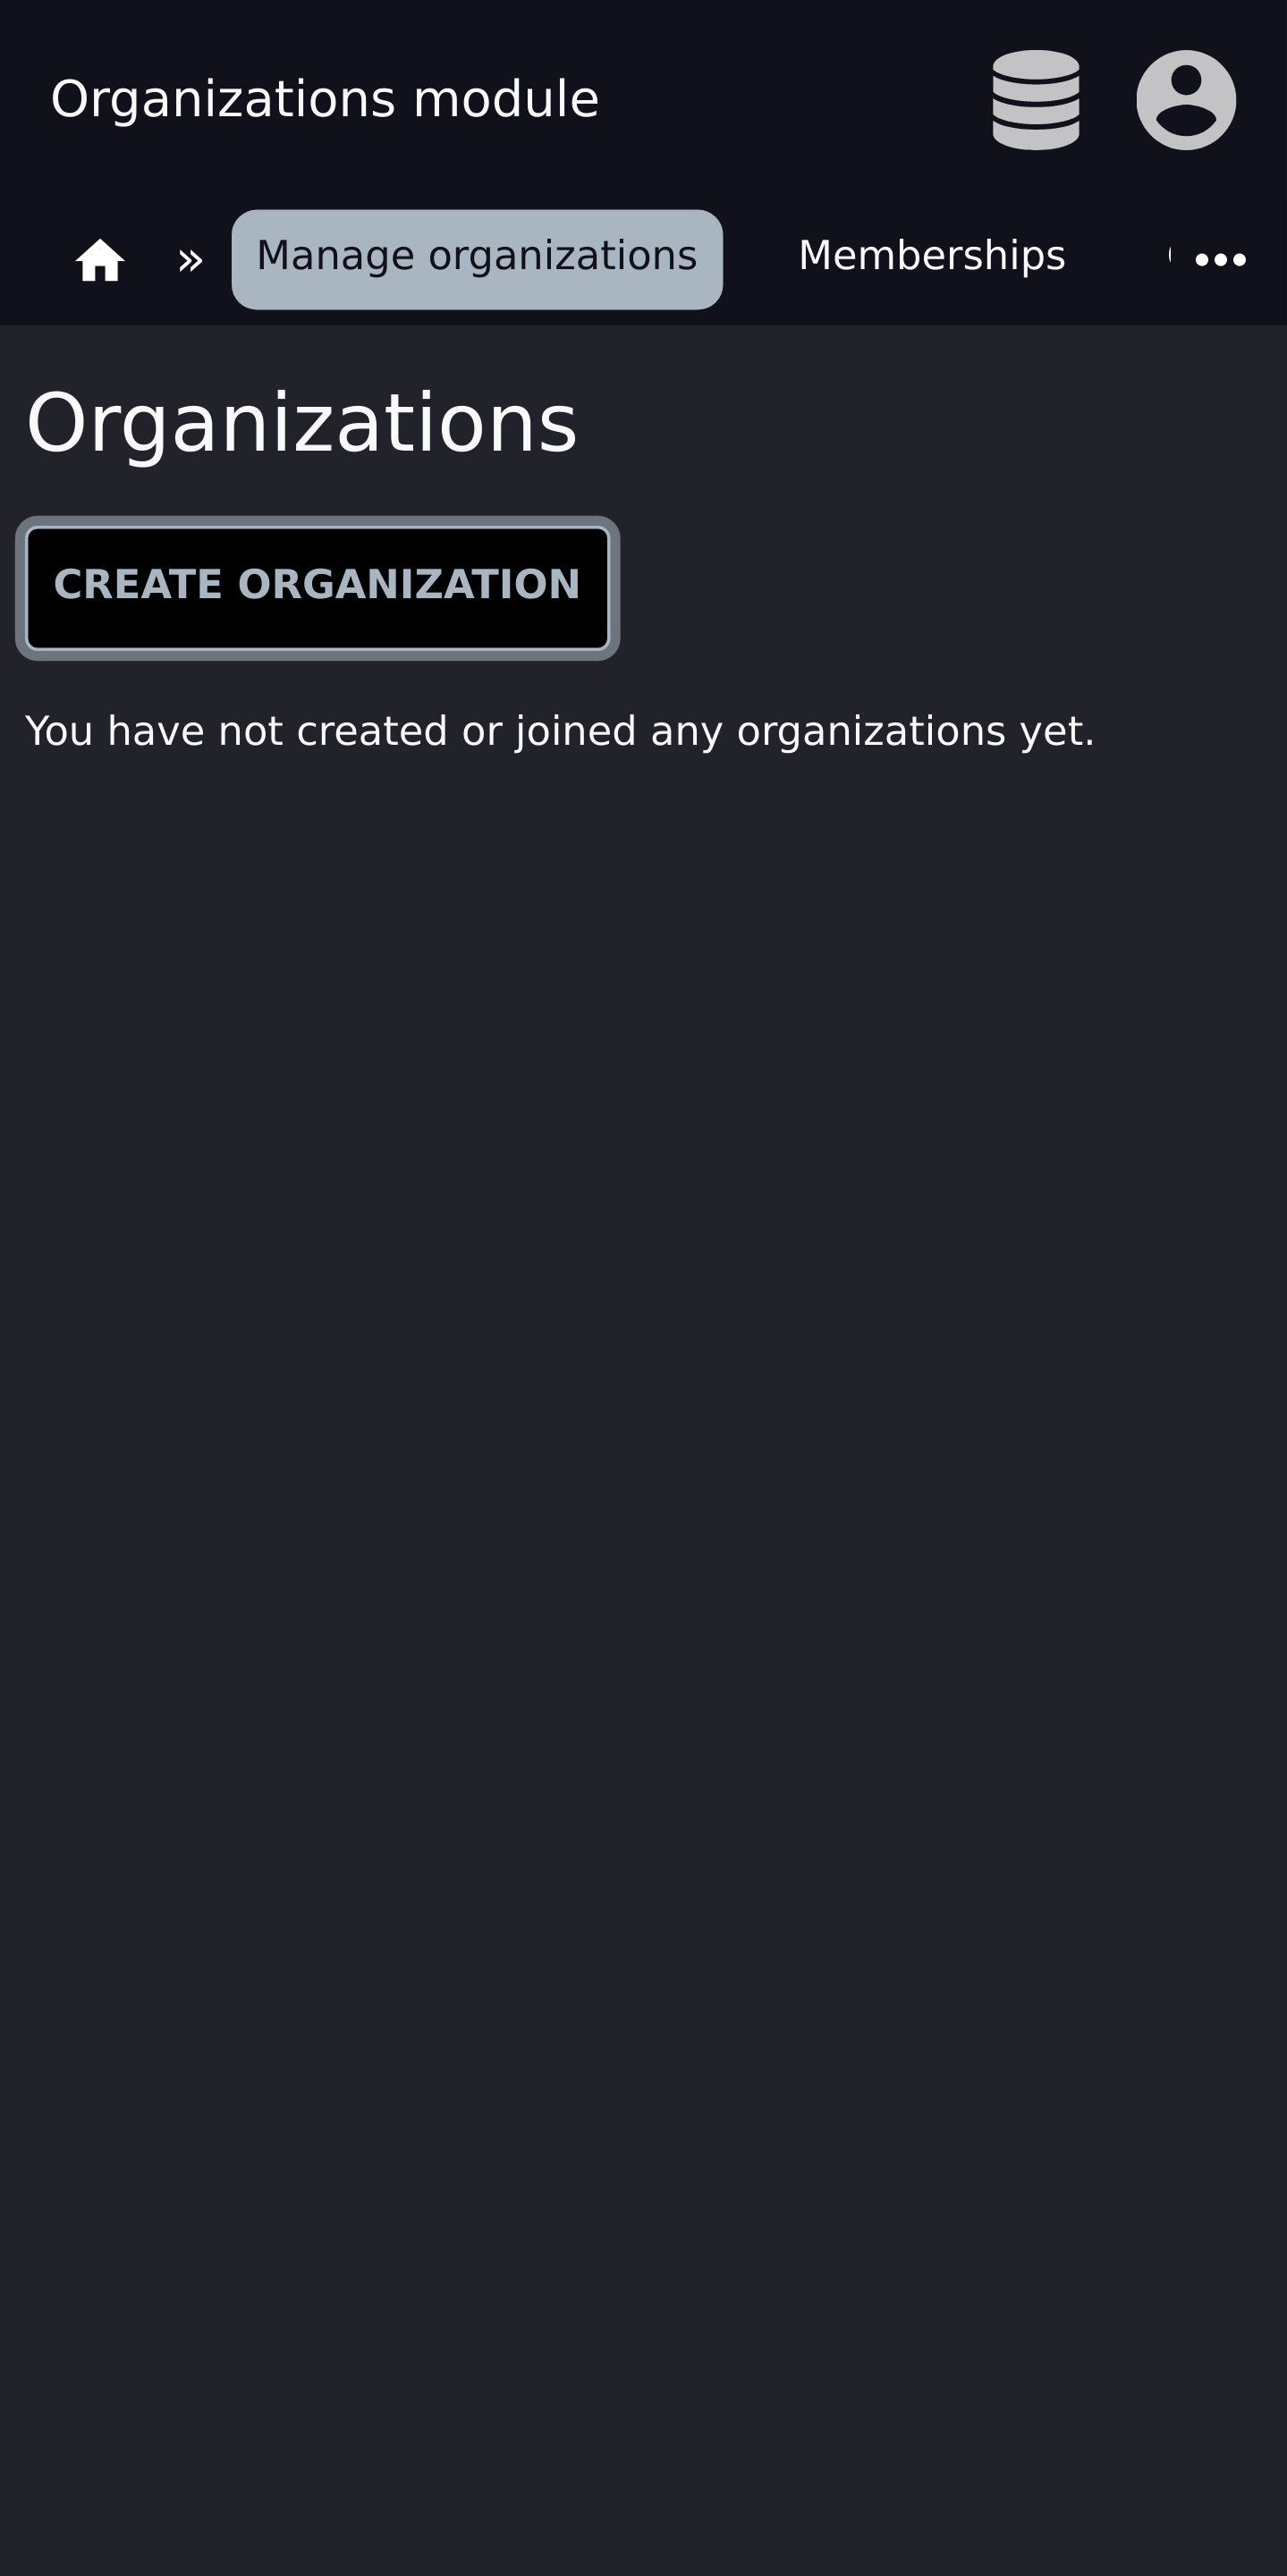 Organizations module
» Manage organizations Memberships
Organizations
CREATE ORGANIZATION
You have not created or joined any organizations yet.